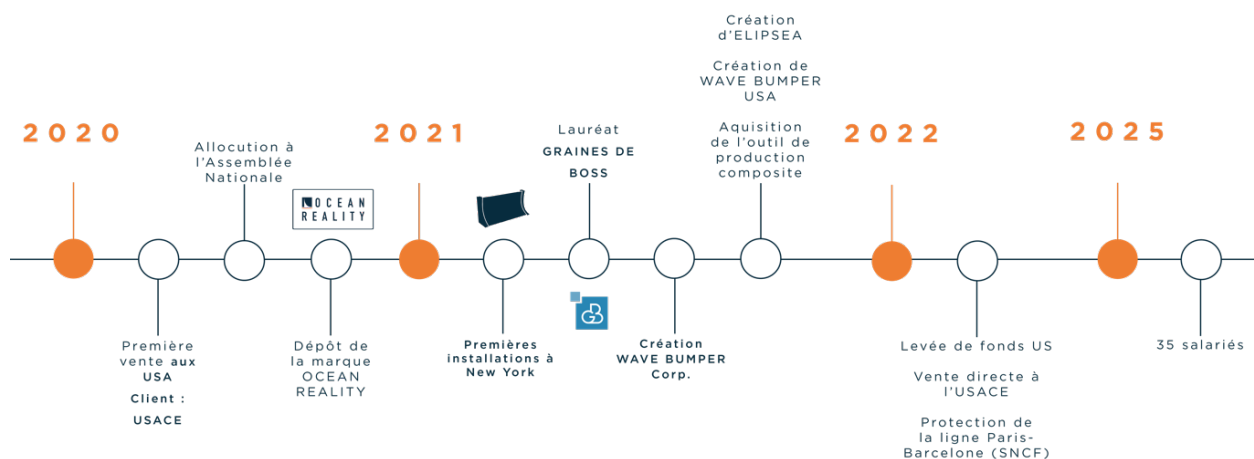 2020
Première
vente aux
USA
Client :
USACE
Allocution à
l'Assemblée
Nationale
OCEAN
REALITY
Dépôt de
la marque
OCEAN
REALITY
2021
Premières
installations à
New York
Lauréat
GRAINES DE
BOSS
GB
Création
WAVE BUMPER
Corp.
Création
d'ELIPSEA
Création de
WAVE BUMPER
USA
Aquisition
de l'outil de
production
composite
2022
Levée de fonds US
Vente directe à
l'USACE
Protection de
la ligne Paris-
Barcelone (SNCF)
2025
35 salariés